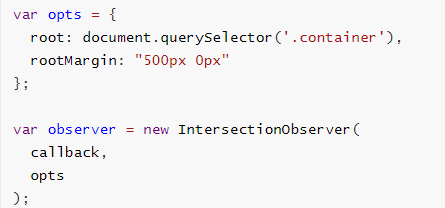 var opts = {
  root: document.querySelector('.container'),
  rootMargin: "500px 0px"
};

var observer = new IntersectionObserver(
  callback,
  opts
);